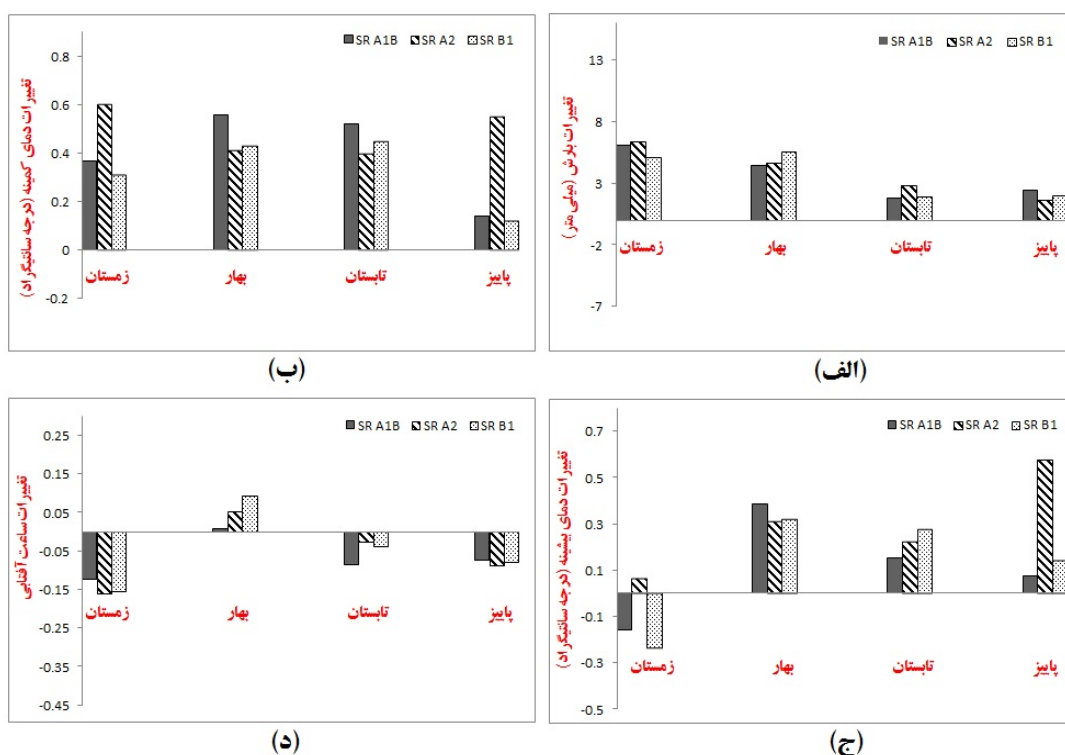 SR A1B SR A2 SR B1
تغییرات دمای کمینه (درجه سانتیگراد)
0.8
0.6
0.4
0.2
0
-0.2
زمستان بهار تابستان پاییز
(ب)
SR A1B SR A2 SR B1
تغییرات بارش (میلی متر)
13
8
3
-2
-7
زمستان بهار تابستان پاییز
(الف)
SR A1B SR A2 SR B1
تغییرات ساعت آفتابی
0.25
0.15
0.05
-0.05
-0.15
-0.25
-0.35
-0.45
زمستان بهار تابستان پاییز
(د)
SR A1B SR A2 SR B1
تغییرات دمای بیشینه (درجه سانتیگراد)
0.7
0.5
0.3
0.1
-0.1
-0.3
-0.5
زمستان بهار تابستان پاییز
(ج)